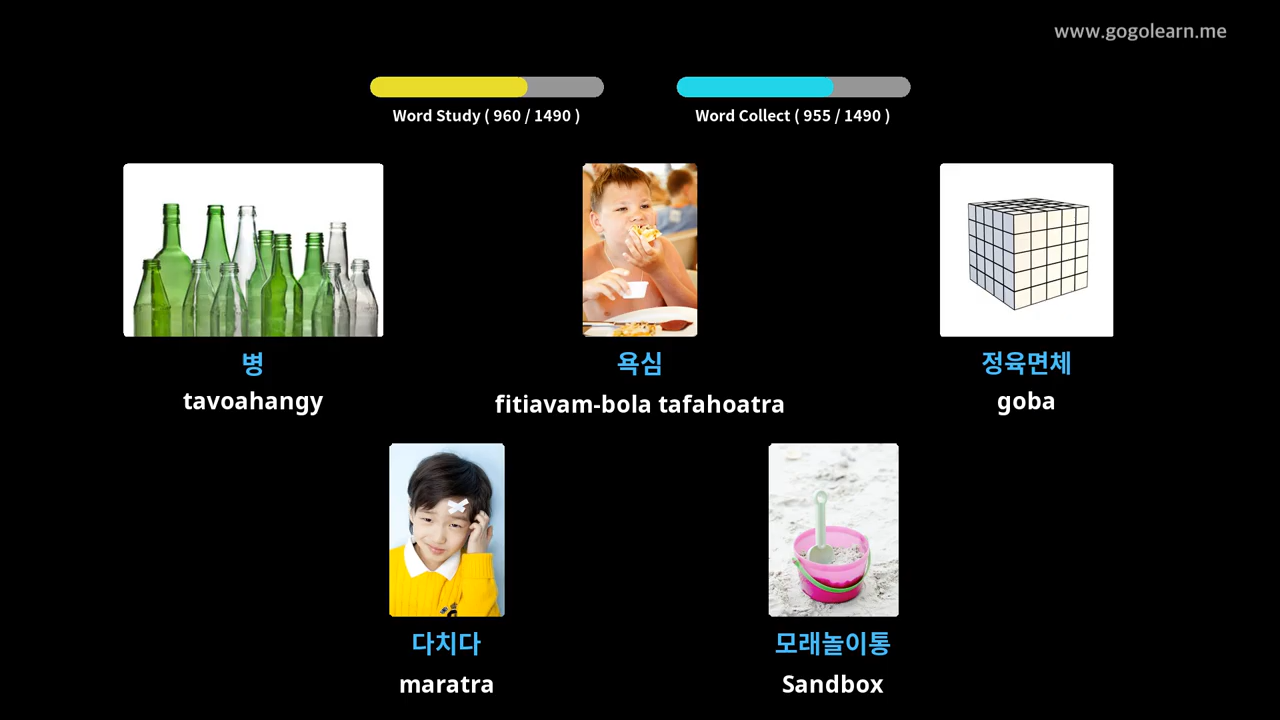 www.gogolearn.me
Word Study ( 960 / 1490 )
Word Collect ( 955 / 1490 )
병
tavoahangy
욕심
fitiavam-bola tafahoatra
정육면체
goba
다치다
maratra
모래놀이통
Sandbox